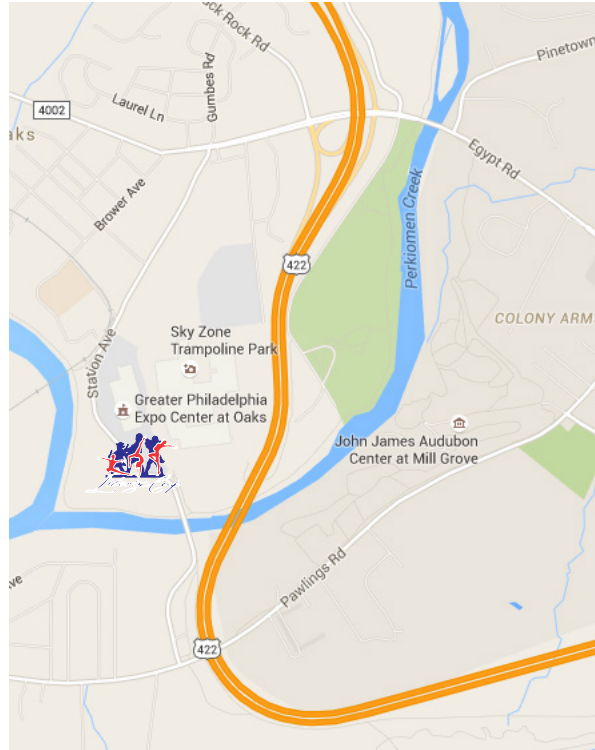 ck Rock Rd
Pinetown
Gumbes Rd
4002
Laurel Ln
aks
Egypt Rd
Brower Ave
Perkiomen Creek
422
COLONY ARMS
Station Ave
Sky Zone
Trampoline Park
Greater Philadelphia
Expo Center at Oaks
John James Audubon
Center at Mill Grove
Pawlings Rd
ve
422